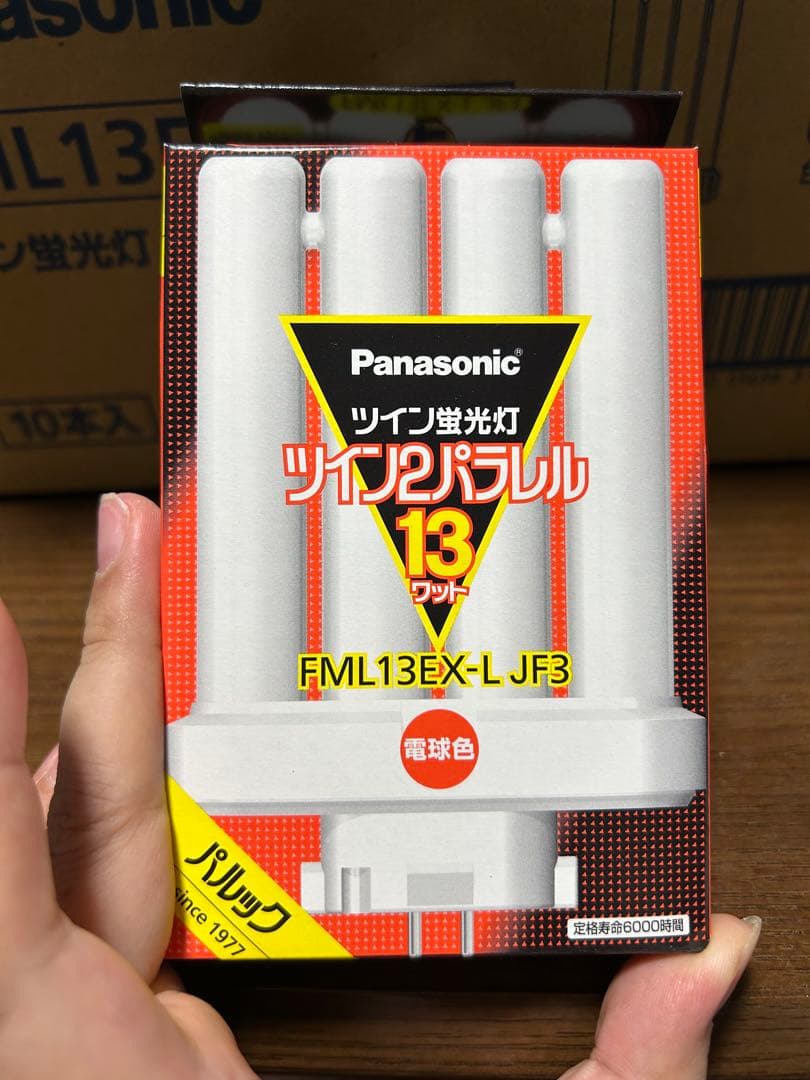 Panasonic
ML13
ン蛍光灯
10本入
Panasonic®
ツイン蛍光灯
ツイン2パラレル
13
ワット
FML13EX-L JF3
電球色
パルック
since 1977
定格寿命6000時間